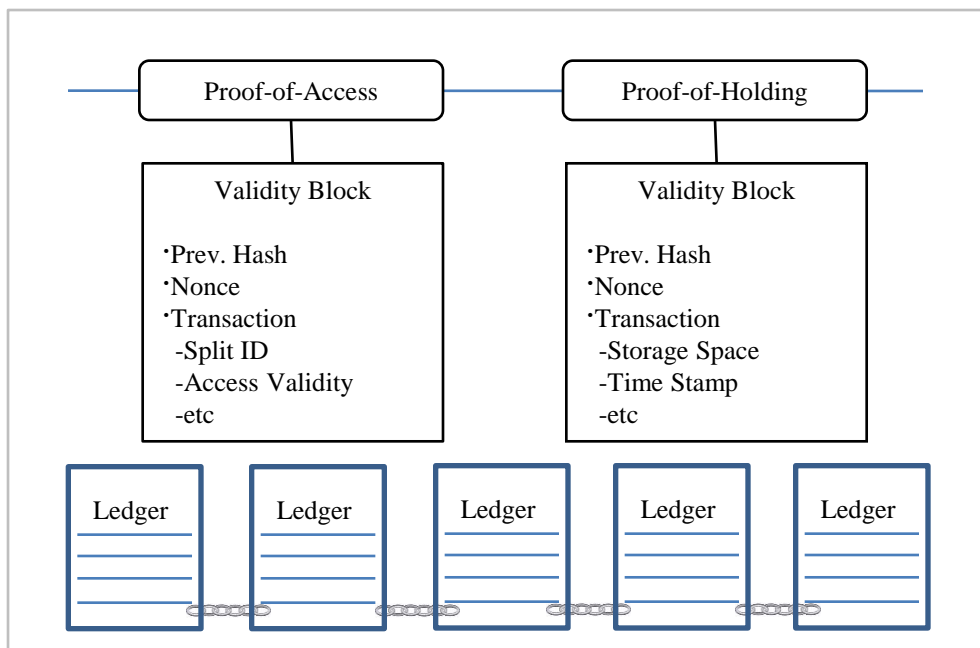 Proof-of-Access
Proof-of-Holding
Validity Block
·Prev. Hash
·Nonce
·Transaction
-Split ID
-Access Validity
-etc
Validity Block
·Prev. Hash
·Nonce
·Transaction
-Storage Space
-Time Stamp
-etc
Ledger
Ledger
Ledger
Ledger
Ledger